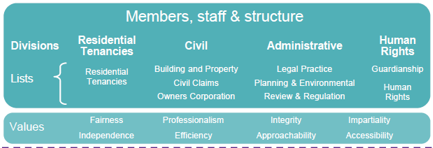 Members, staff & structure
Divisions
Residential
Tenancies
Civil
Administrative
Human
Rights
Lists
Residential
Tenancies
Building and Property
Civil Claims
Owners Corporation
Legal Practice
Planning & Environmental
Review & Regulation
Guardianship
Human
Rights
Values
Fairness Professionalism Integrity Impartiality
Independence Efficiency Approachability Accessibility